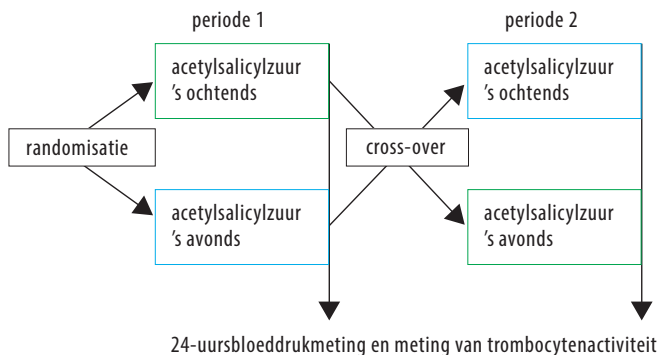 periode 1
periode 2
acetylsalicylzuur
's ochtends
acetylsalicylzuur
's ochtends
randomisatie
cross-over
acetylsalicylzuur
's avonds
acetylsalicylzuur
's avonds
24-uursbloeddrukmeting en meting van trombocytenactiviteit